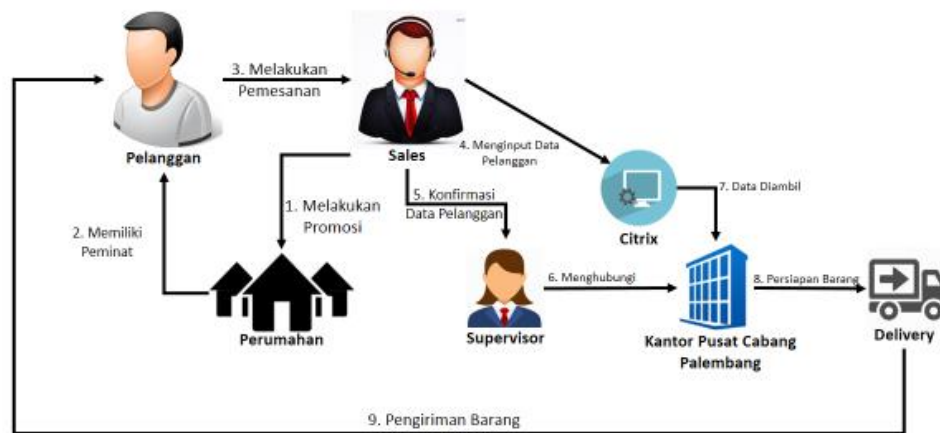 3. Melakukan
Pemesanan
Pelanggan
Sales
4. Menginput Data
Pelanggan
7. Data Diambil
5. Konfirmasi
Data Pelanggan
1. Melakukan
Promosi
2. Memiliki
Peminat
Citrix
6. Menghubungi
8. Persiapan Barang
Perumahan
Supervisor
Kantor Pusat Cabang
Palembang
Delivery
9. Pengiriman Barang